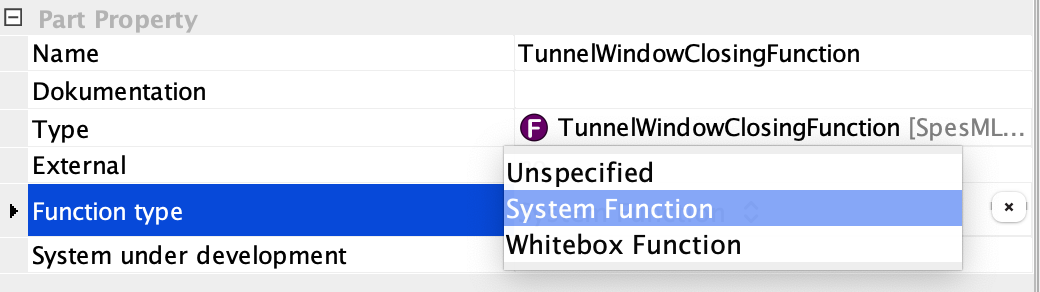 Part Property
Name TunnelWindowClosingFunction
Dokumentation
Type F TunnelWindowClosingFunction [SpesML...
External
Unspecified
Function type System Function
Whitebox Function
System under development